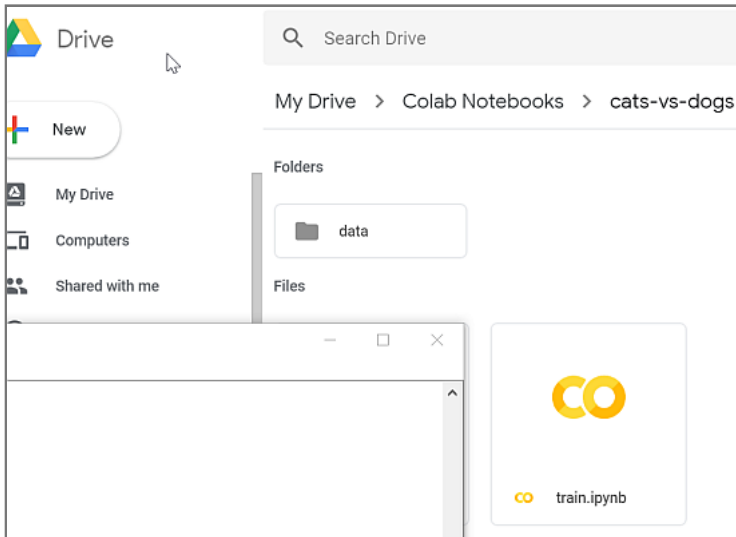 Drive
Search Drive
My Drive > Colab Notebooks > cats-vs-dogs
New
Folders
My Drive
data
Computers
Shared with me
Files
CO
CO train.ipynb